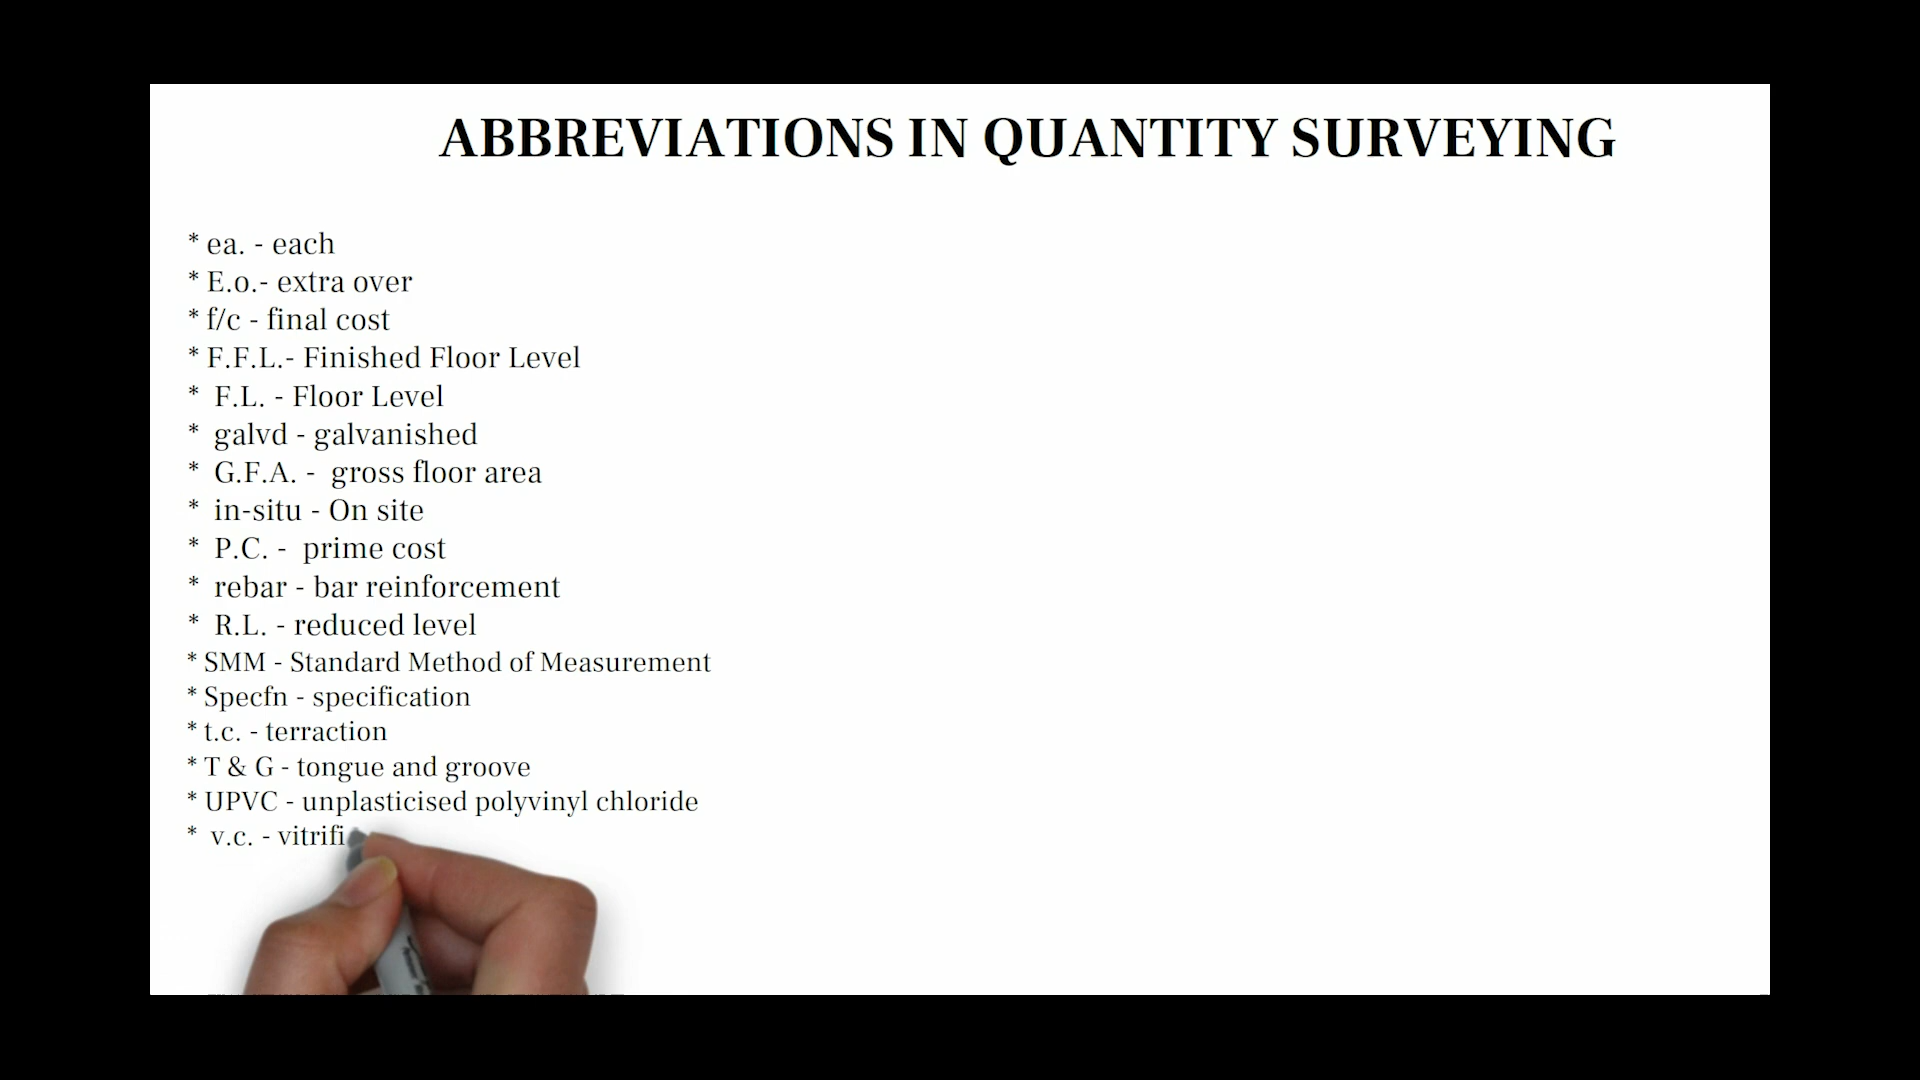 ABBREVIATIONS IN QUANTITY SURVEYING
* ea. - each
* E.o.- extra over
* f/c - final cost
* F.F.L.- Finished Floor Level
* F.L. - Floor Level
* galvd - galvanished
* G.F.A. - gross floor area
* in-situ - On site
* P.C. - prime cost
* rebar - bar reinforcement
* R.L. - reduced level
* SMM - Standard Method of Measurement
* Specfn - specification
* t.c. - terraction
* T & G - tongue and groove
* UPVC - unplasticised polyvinyl chloride
* v.c. - vitrifi